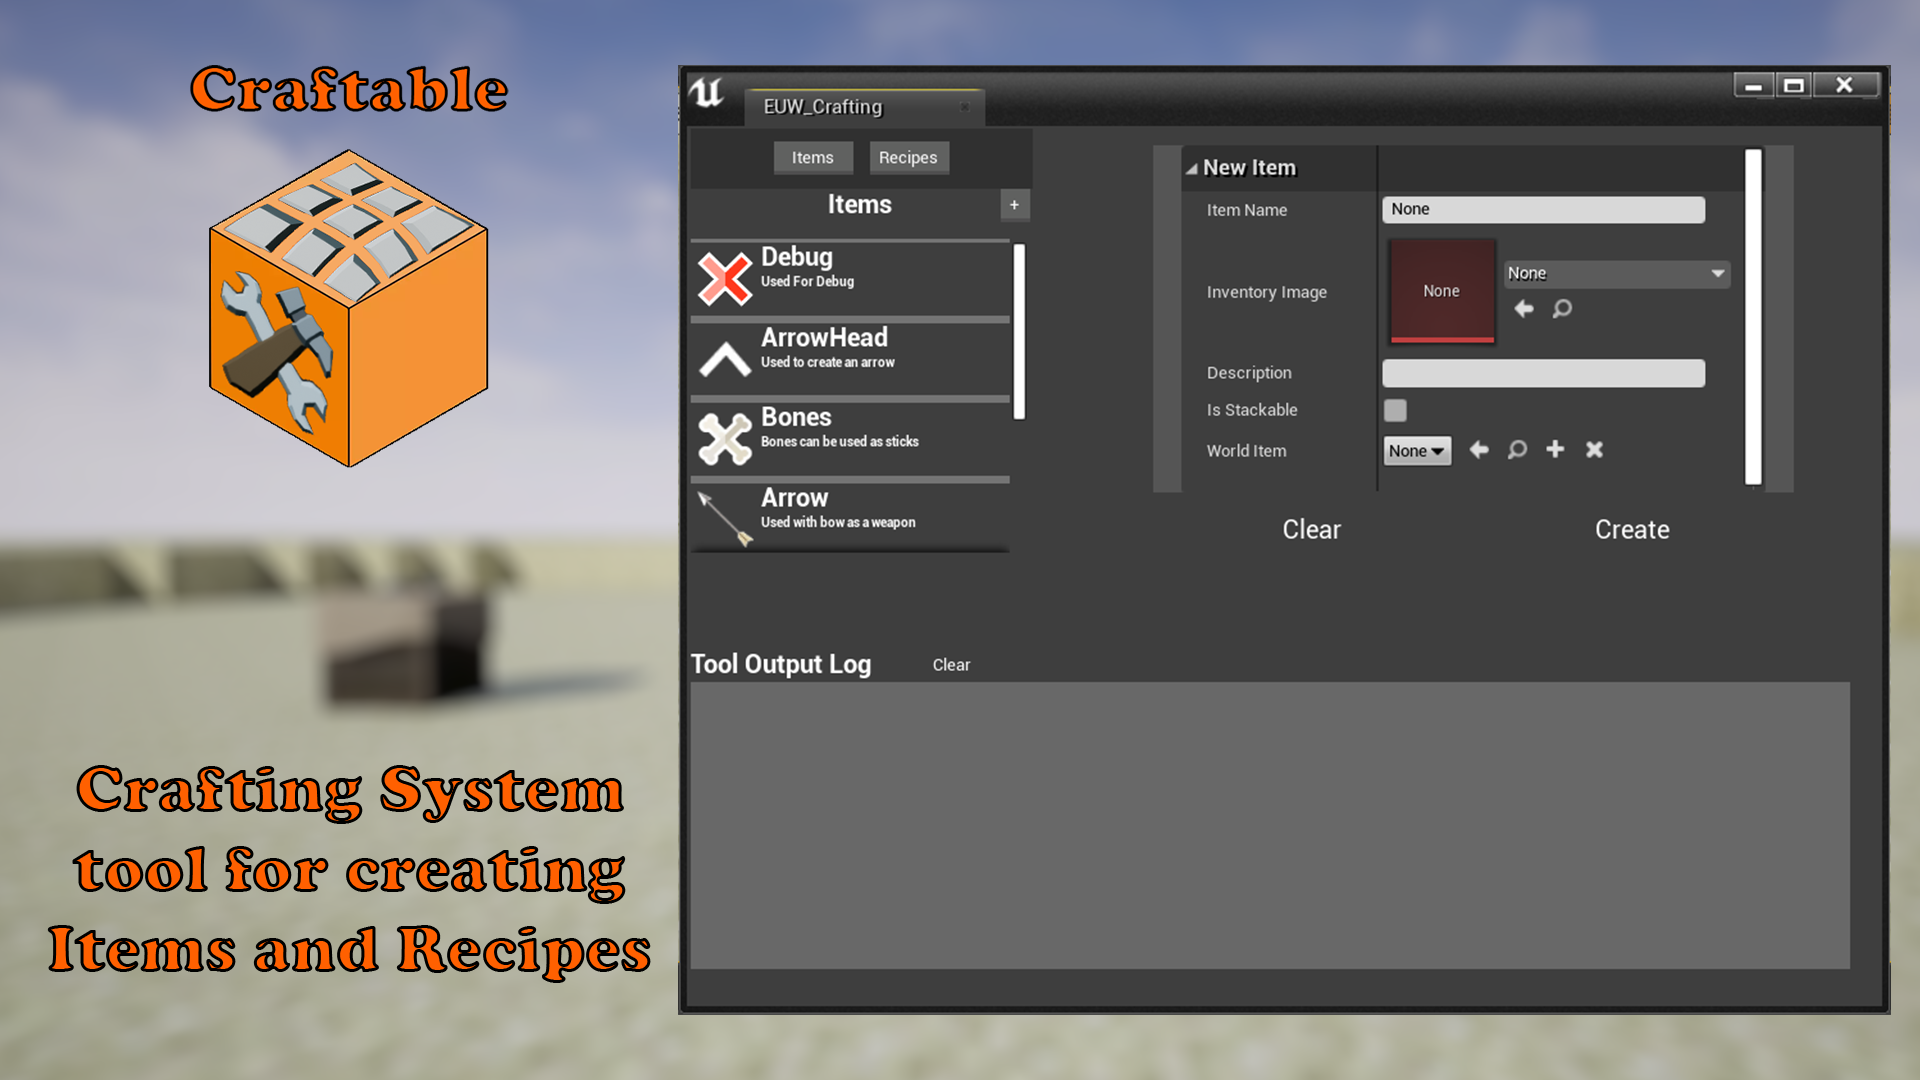 Craftable
Crafting System
tool for creating
Items and Recipes
EUW_Crafting
Items
Recipes
Items
+
Debug
Used For Debug
ArrowHead
Used to create an arrow
Bones
Bones can be used as sticks
Arrow
Used with bow as a weapon
New Item
Item Name
None
Inventory Image
None
None
Description
Is Stackable
World Item
None
Clear
Create
Tool Output Log
Clear